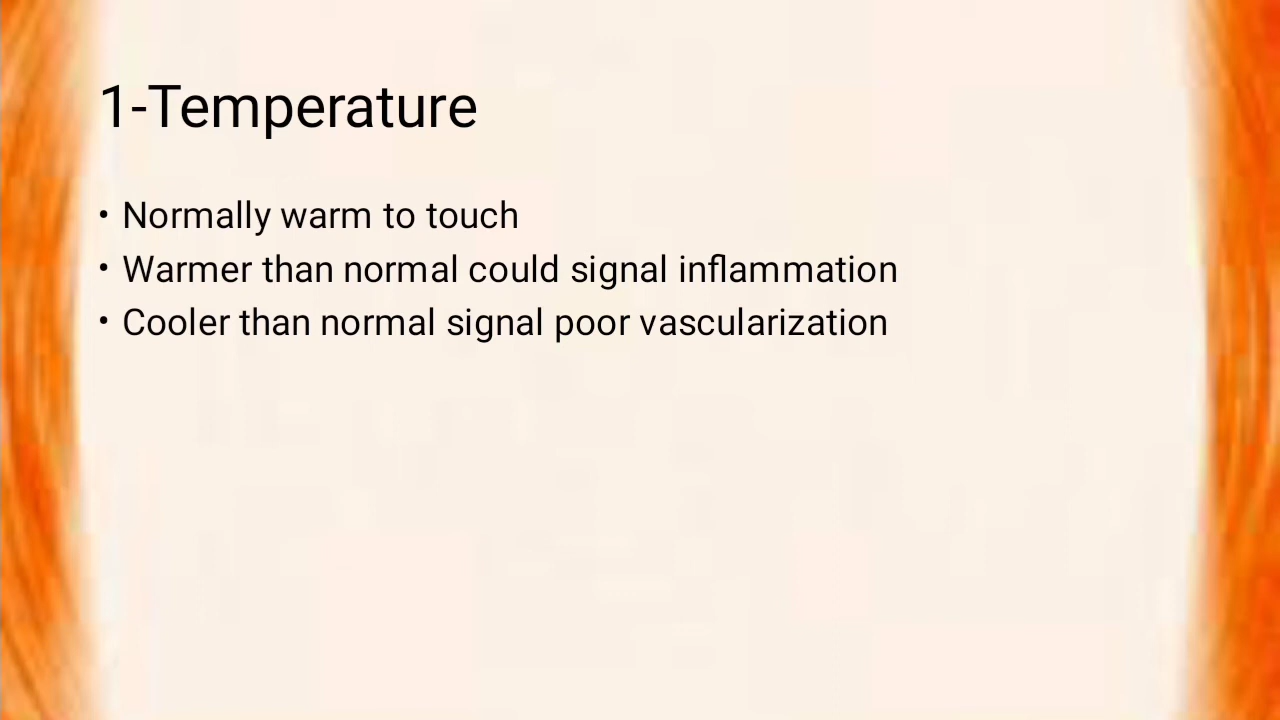 1-Temperature
• Normally warm to touch
• Warmer than normal could signal inflammation
• Cooler than normal signal poor vascularization